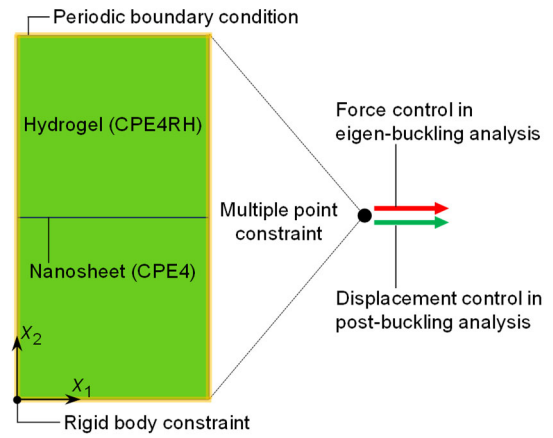 Periodic boundary condition
Hydrogel (CPE4RH)
Force control in
eigen-buckling analysis
Multiple point
constraint
Nanosheet (CPE4)
Displacement control in
post-buckling analysis
X2
X1
Rigid body constraint